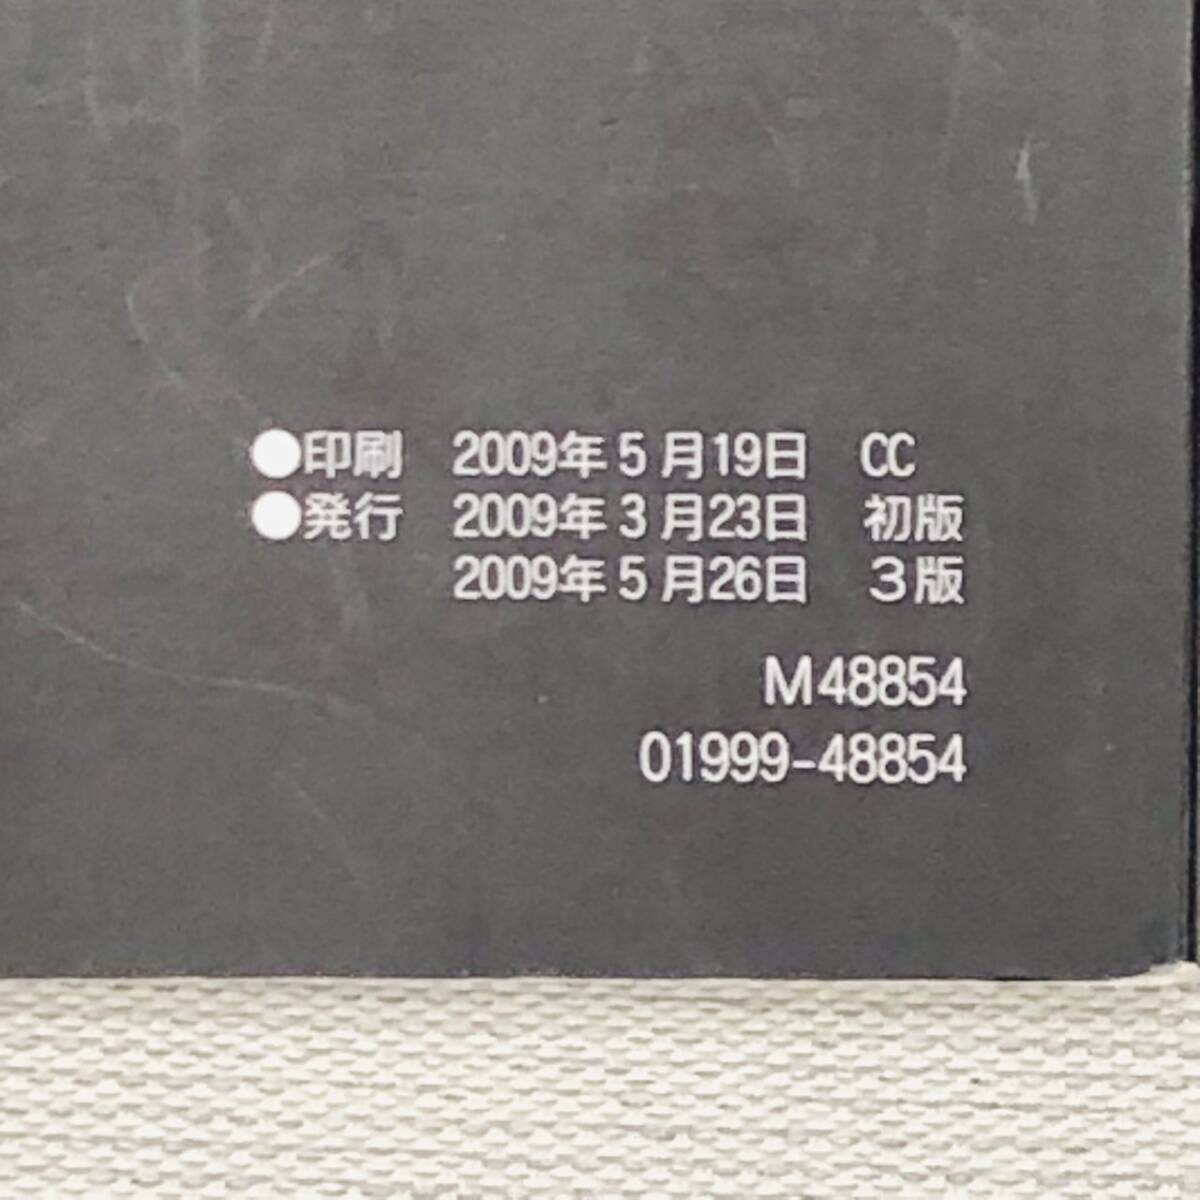 ●印刷 2009年5月19日 CC
●発行 2009年3月23日 初版
2009年5月26日 3版
M48854
01999-48854